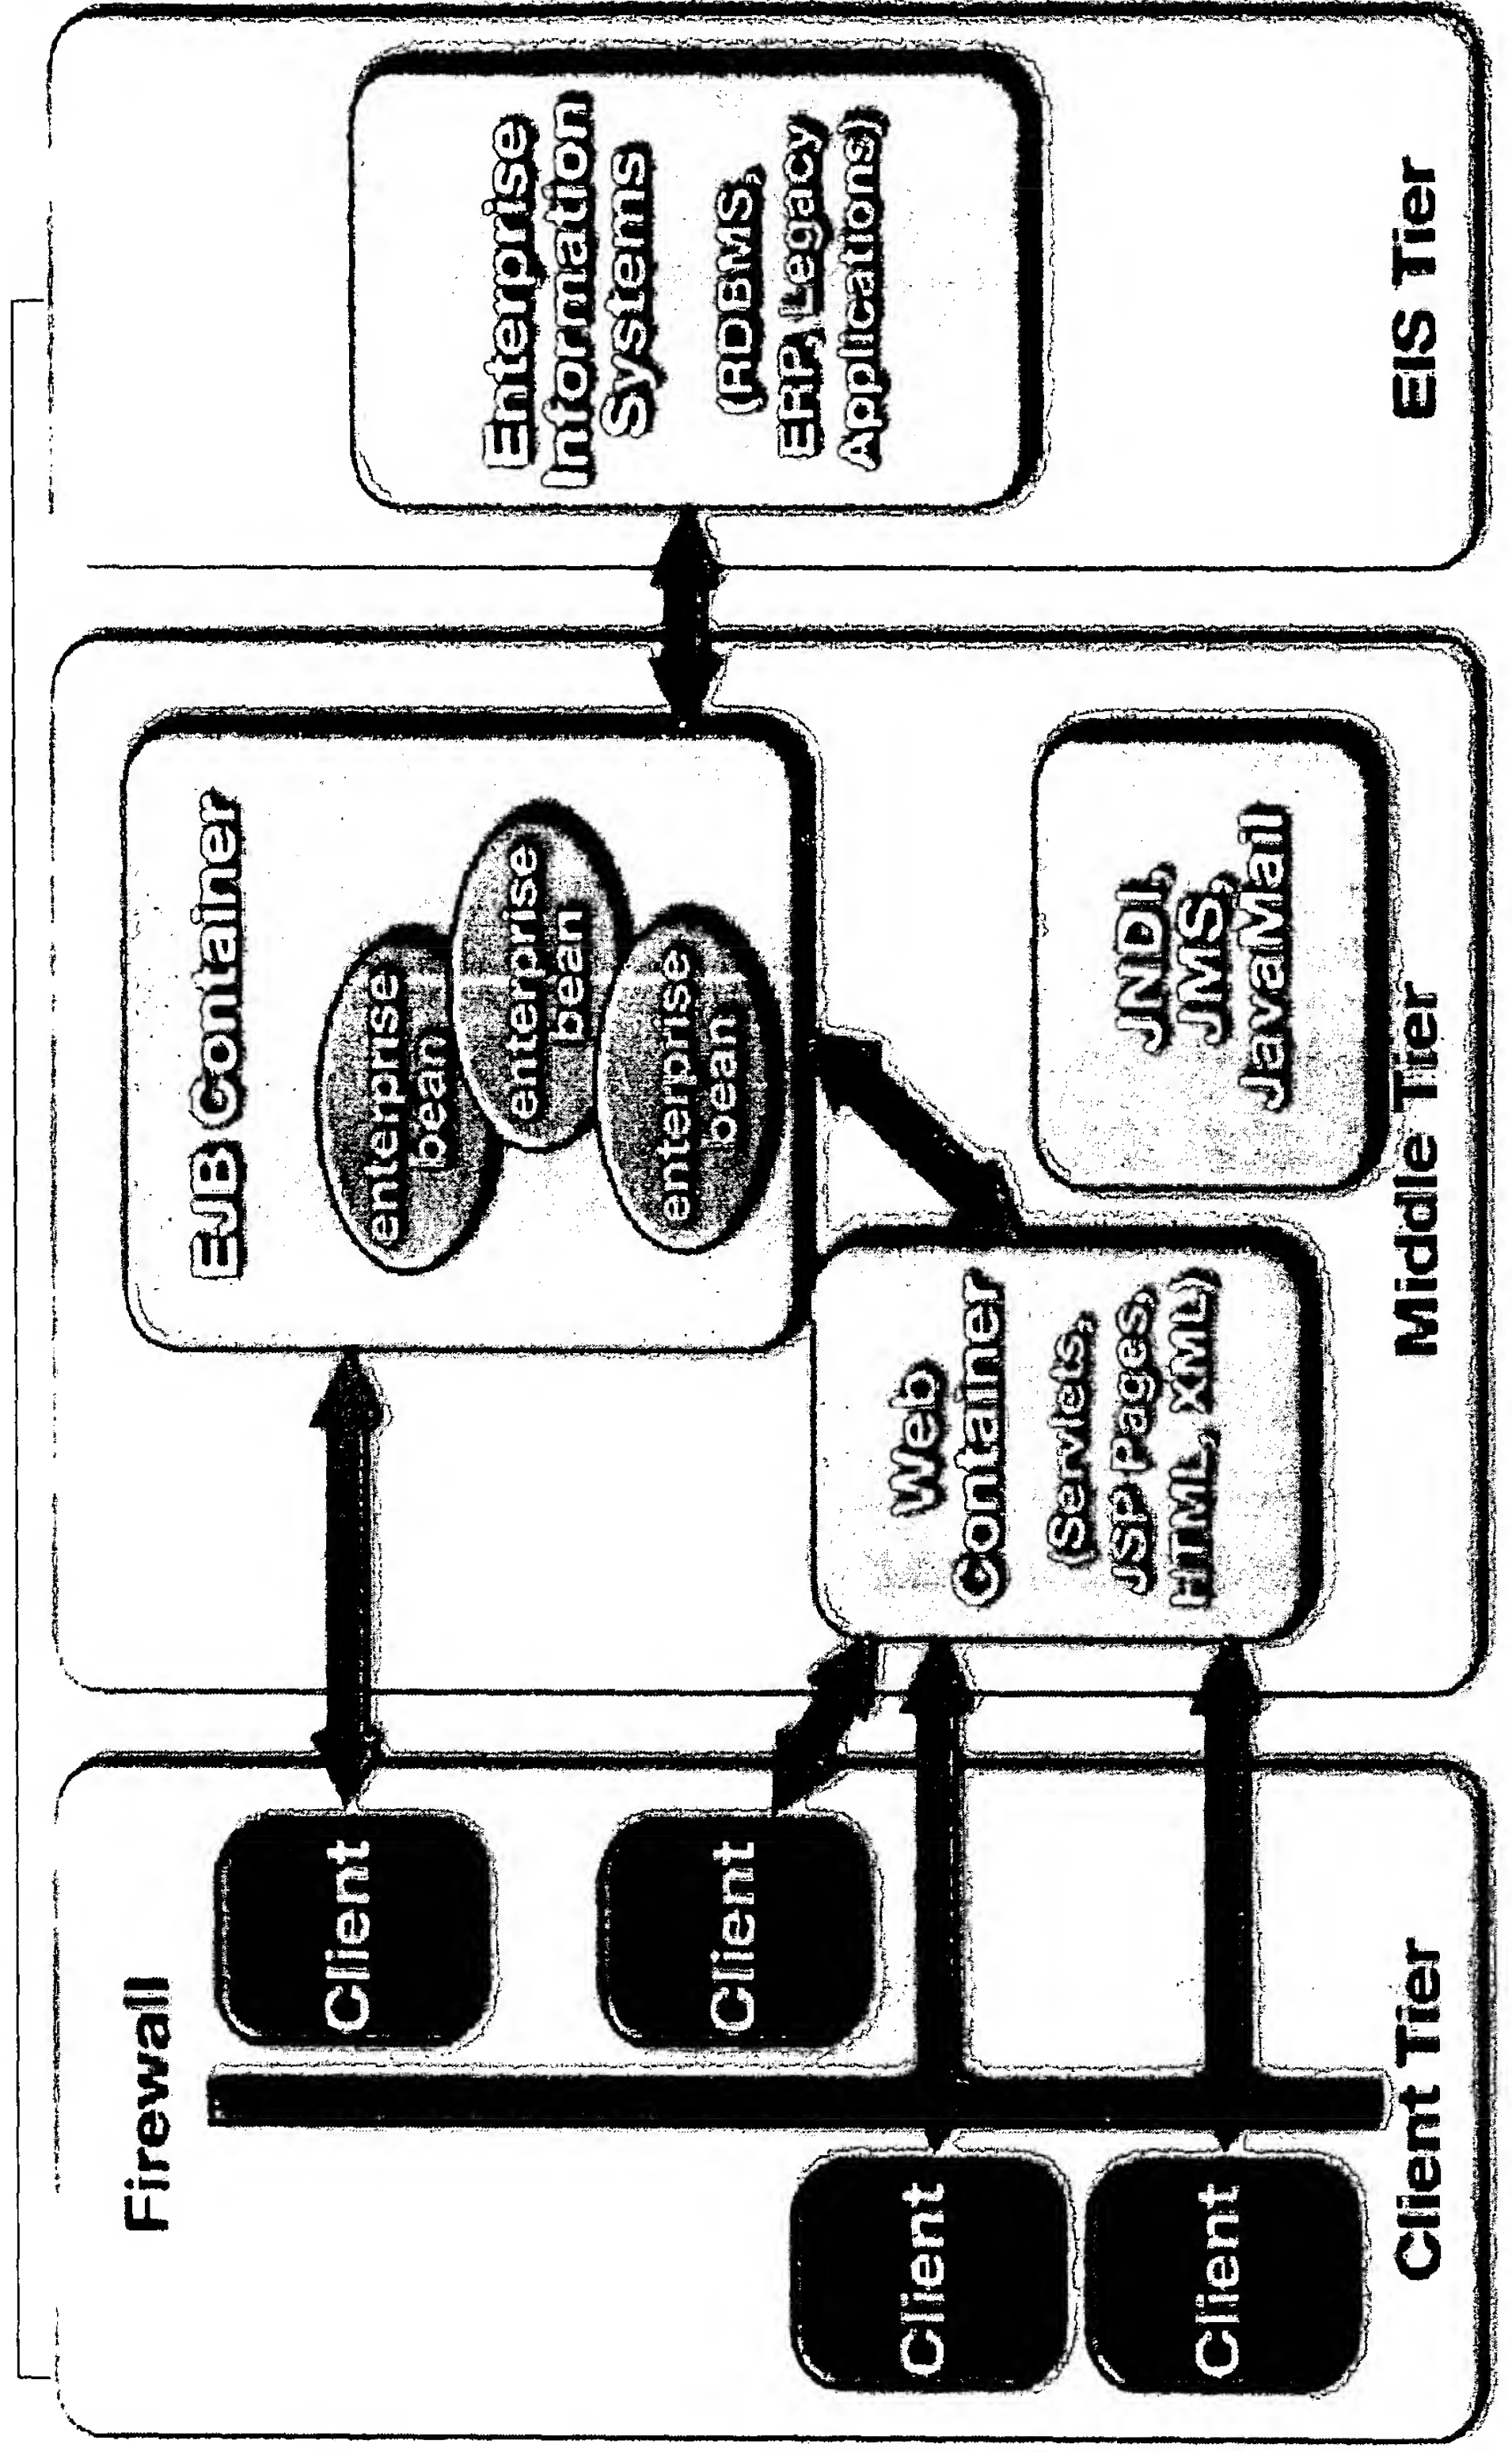 Firewall
Client
Client
Client
Client
Client Tier
EJB Container
enterprise
bean
enterprise
bean
enterprise
bean
Web
Container
(Servlets,
JSP Pages,
HTML, XML)
JNDI,
JMS,
JavaMail
Middle Tier
Enterprise
Information
Systems
(RDBMS,
ERP, Legacy
Applications)
EIS Tier